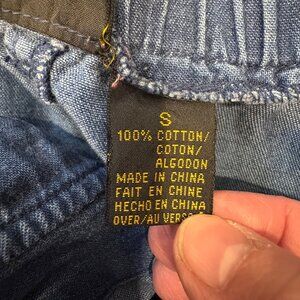 S
100% COTTON/
COTON/
ALGODON
MADE IN CHINA
FAIT EN CHINE
HECHO EN CHINA
OVER/AU VERSO